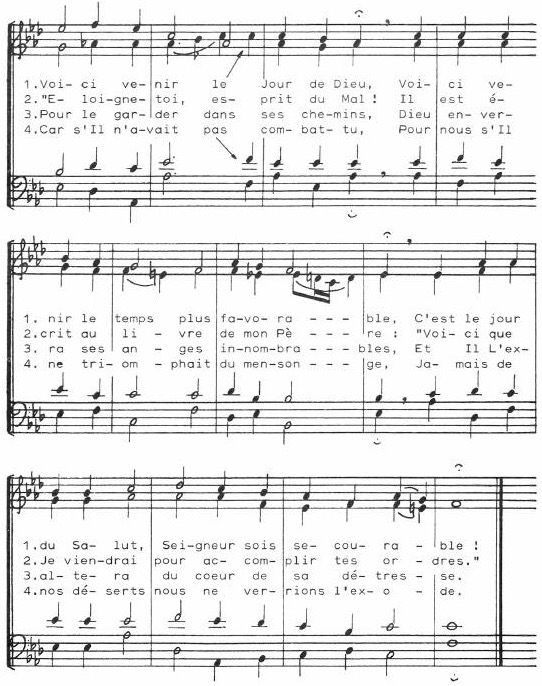 1.Voi- ci ve- nir le Jour de Dieu, Voi- ci ve-
2."E- loi-gne-toi, es- prit du Mal ! Il est é-
3.Pour le gar- der dans ses che-mins, Dieu en-ver-
4.Car s'Il n'a-vait pas com- bat-tu, Pour nous s'Il
1. nir le temps plus fa-vo-ra - - - ble, C'est le jour
2.crit au li - vre de mon Pè - - - re : "Voi-ci que
3. ra ses an - ges in-nom-bra - - - bles, Et Il L'ex-
4. ne tri-om - phait du men-son - - - ge, Ja- mais de
1.du Sa- lut, Sei-gneur sois se- cou- ra - ble !
2.Je vien-drai pour ac- com-plir tes or - dres."
3.al- te- ra du coeur de sa dé- tres - se.
4.nos dé-serts nous ne ver- rions l'ex- o - de.